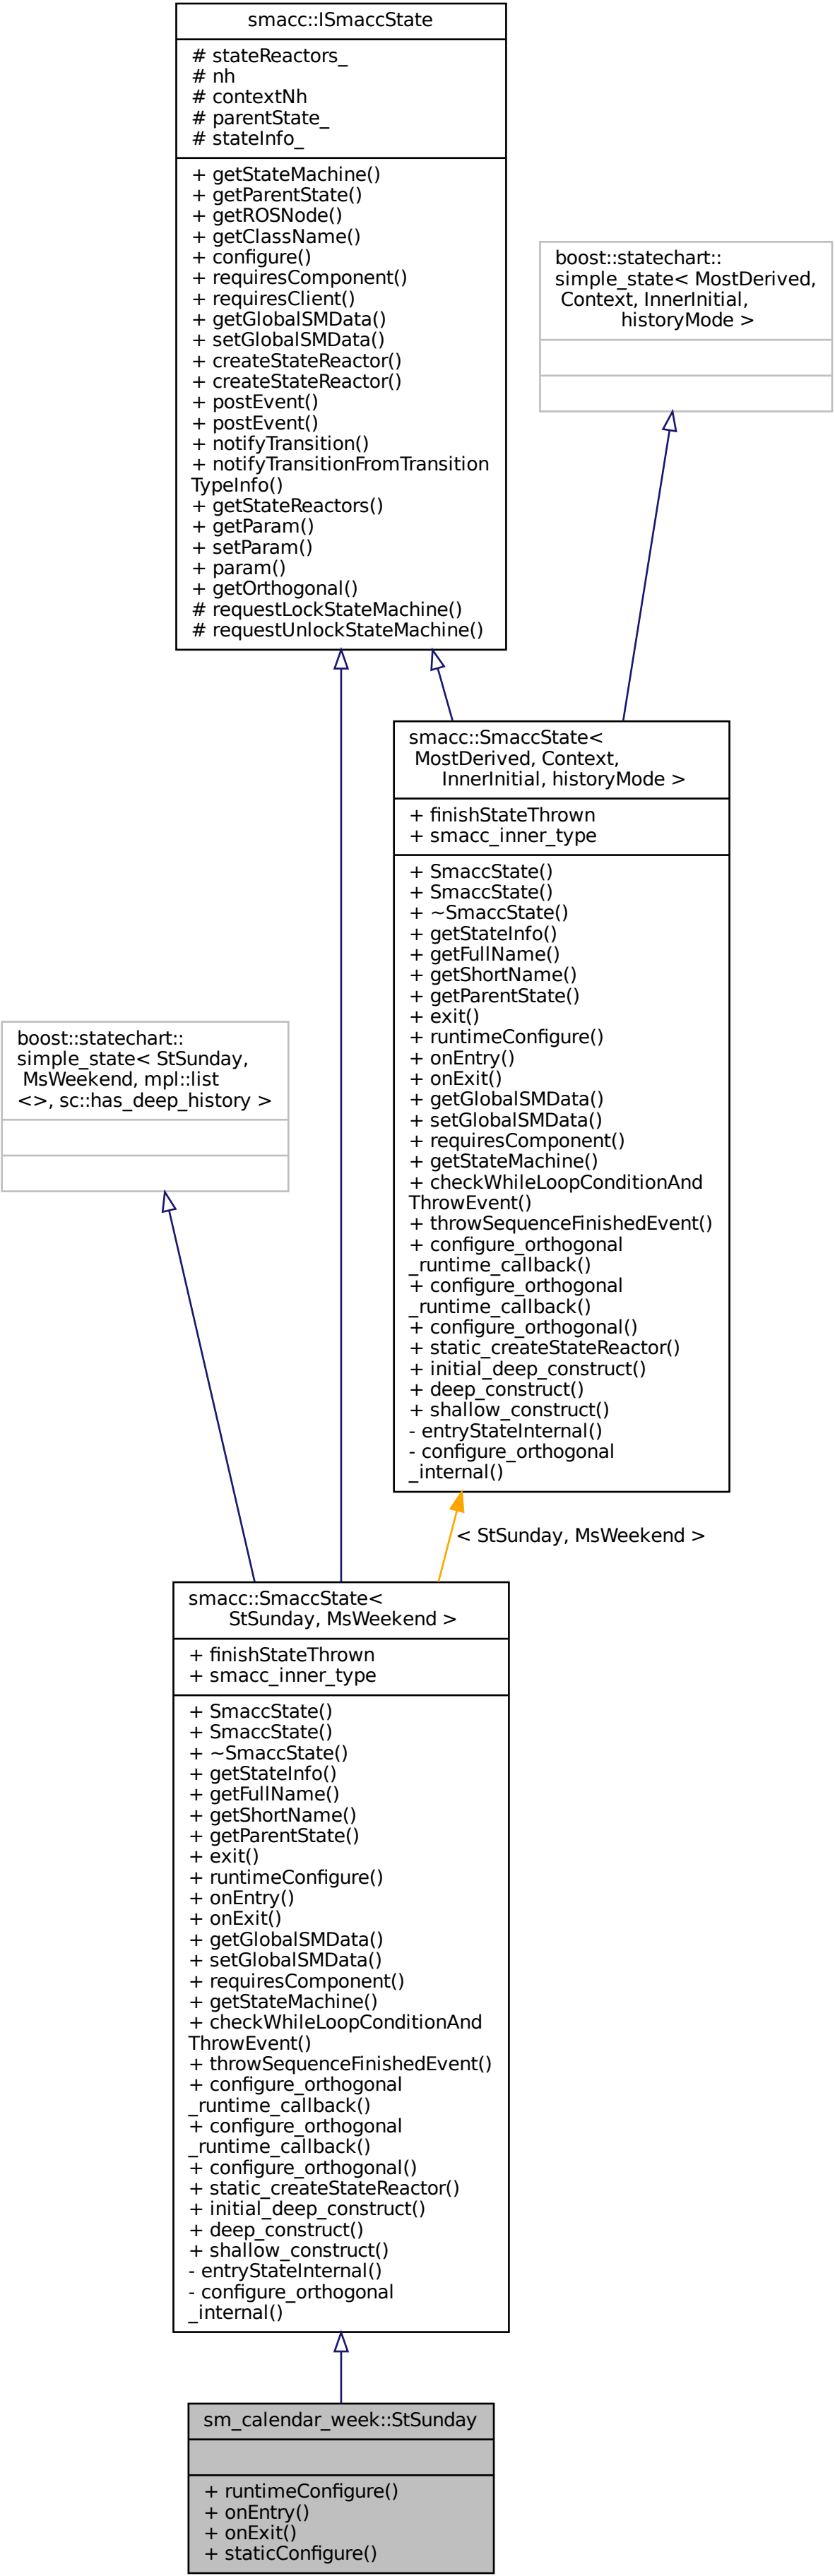 smacc::ISmaccState
# stateReactors_
# nh
# contextNh
# parentState_
# stateInfo_
+ getStateMachine()
+ getParentState()
+ getROSNode()
+ getClassName()
+ configure()
+ requiresComponent()
+ requiresClient()
+ getGlobalSMData()
+ setGlobalSMData()
+ createStateReactor()
+ createStateReactor()
+ postEvent()
+ postEvent()
+ notifyTransition()
+ notifyTransitionFromTransition
TypeInfo()
+ getStateReactors()
+ getParam()
+ setParam()
+ param()
+ getOrthogonal()
# requestLockStateMachine()
# requestUnlockStateMachine()
boost::statechart::
simple_state< MostDerived,
Context, InnerInitial,
historyMode >
smacc::SmaccState<
MostDerived, Context,
InnerInitial, historyMode >
+ finishStateThrown
+ smacc_inner_type
+ SmaccState()
+ SmaccState()
+ ~SmaccState()
+ getStateInfo()
+ getFullName()
+ getShortName()
+ getParentState()
+ exit()
+ runtimeConfigure()
+ onEntry()
+ onExit()
+ getGlobalSMData()
+ setGlobalSMData()
+ requiresComponent()
+ getStateMachine()
+ checkWhileLoopConditionAnd
ThrowEvent()
+ throwSequenceFinishedEvent()
+ configure_orthogonal
_runtime_callback()
+ configure_orthogonal
_runtime_callback()
+ configure_orthogonal()
+ static_createStateReactor()
+ initial_deep_construct()
+ deep_construct()
+ shallow_construct()
- entryStateInternal()
- configure_orthogonal
_internal()
boost::statechart::
simple_state< StSunday,
MsWeekend, mpl::list
<>, sc::has_deep_history >
< StSunday, MsWeekend >
smacc::SmaccState<
StSunday, MsWeekend >
+ finishStateThrown
+ smacc_inner_type
+ SmaccState()
+ SmaccState()
+ ~SmaccState()
+ getStateInfo()
+ getFullName()
+ getShortName()
+ getParentState()
+ exit()
+ runtimeConfigure()
+ onEntry()
+ onExit()
+ getGlobalSMData()
+ setGlobalSMData()
+ requiresComponent()
+ getStateMachine()
+ checkWhileLoopConditionAnd
ThrowEvent()
+ throwSequenceFinishedEvent()
+ configure_orthogonal
_runtime_callback()
+ configure_orthogonal
_runtime_callback()
+ configure_orthogonal()
+ static_createStateReactor()
+ initial_deep_construct()
+ deep_construct()
+ shallow_construct()
- entryStateInternal()
- configure_orthogonal
_internal()
sm_calendar_week::StSunday
+ runtimeConfigure()
+ onEntry()
+ onExit()
+ staticConfigure()